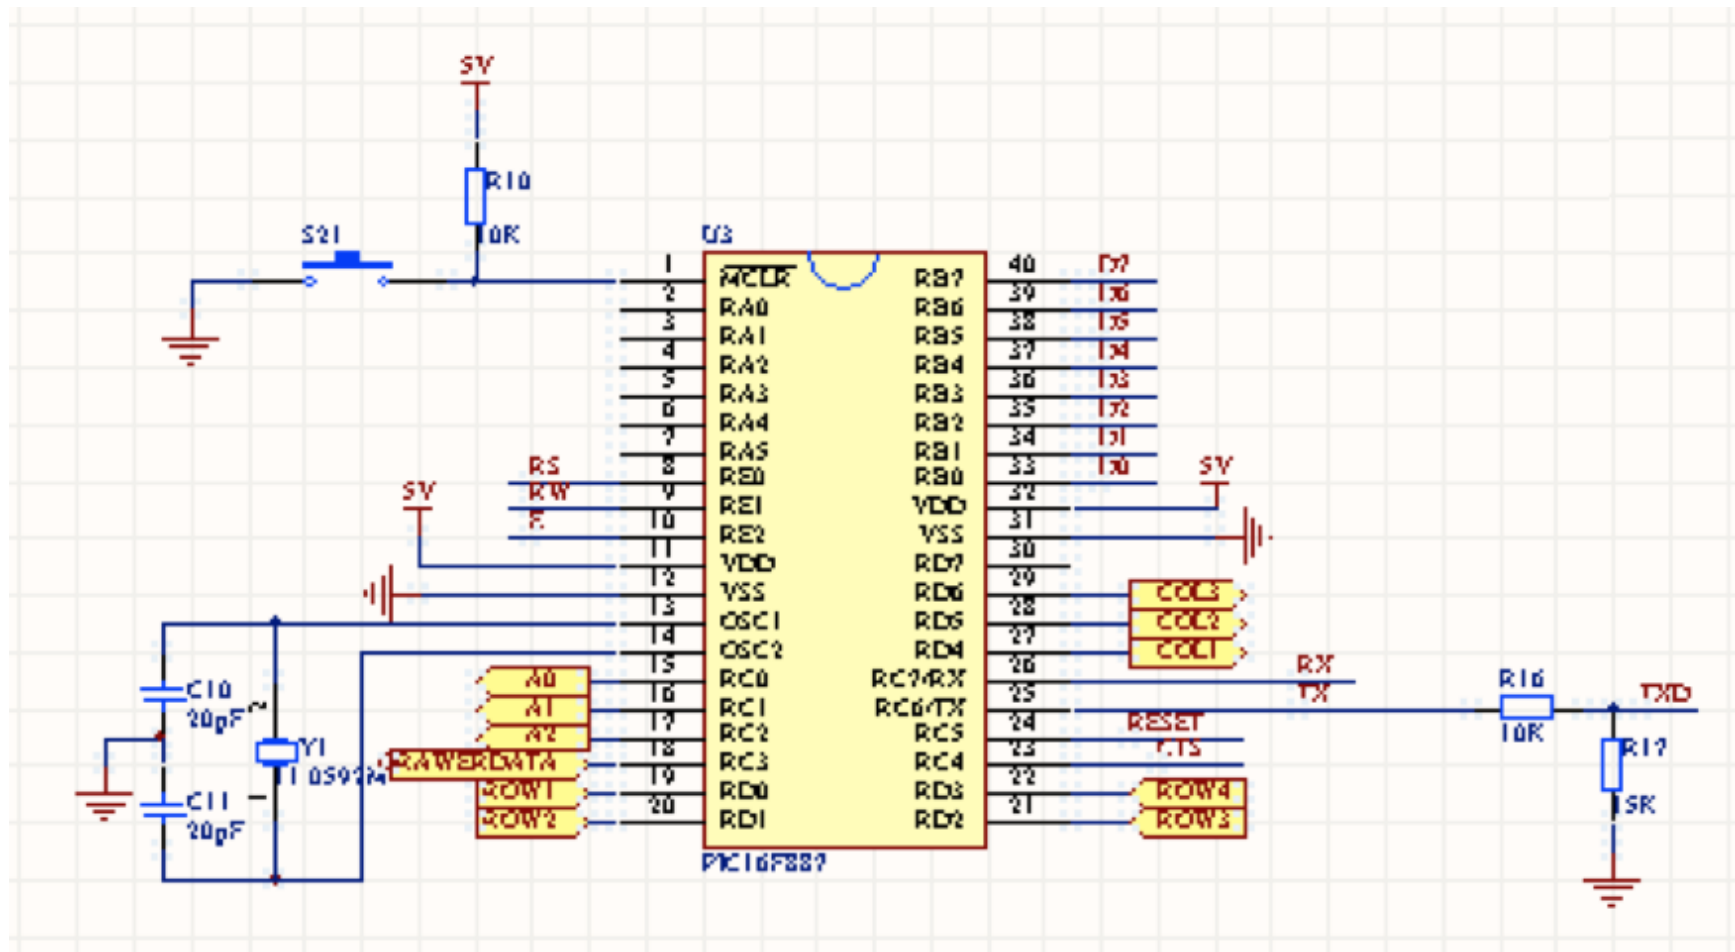 5V
R10
10K
S21
U3
1 MCLR RB7 40 D7
2 RA0 RB6 39 D6
3 RA1 RB5 38 D5
4 RA2 RB4 37 D4
5 RA3 RB3 36 D3
6 RA4 RB2 35 D2
7 RA5 RB1 34 D1
RS 8 RE0 RB0 33 D0
RW 9 RE1 VDD 32 5V
E 10 RE2 VSS 31
5V 11 VDD RD7 30
12 VSS RD6 29 COL3
13 OSC1 RD5 28 COL2
14 OSC2 RD4 27 COL1
A0 15 RC0 RC7/RX 26 RX
A1 16 RC1 RC6/TX 25 TX
A2 17 RC2 RC5 24 RESET
RAWERDATA 18 RC3 RC4 23 CTS
ROW1 19 RD0 RD3 22 ROW4
ROW2 20 RD1 RD2 21 ROW3
PIC16F887
C10
20pF
2
Y1
11.0592M
1
C11
20pF
R16
10K
TXD
R17
15K